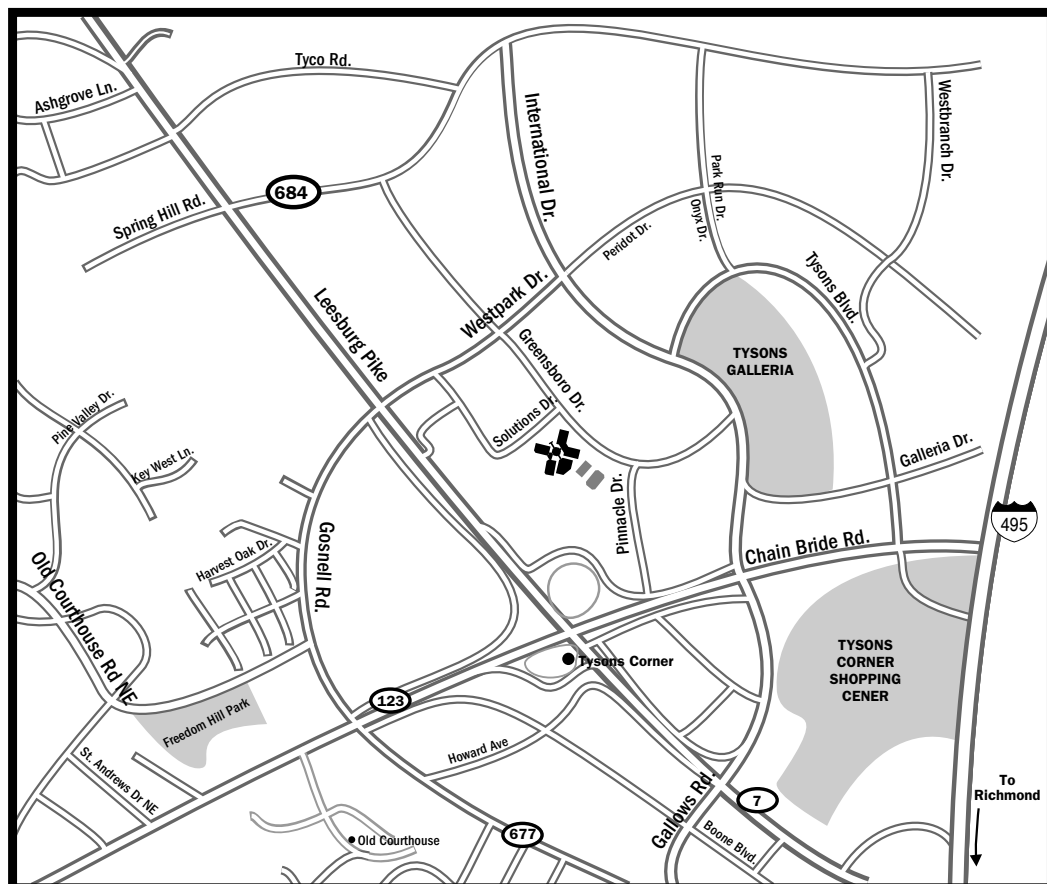 Tyco Rd.
Ashgrove Ln.
International Dr.
Westbranch Dr.
Park Run Dr.
684
Spring Hill Rd.
Onyx Dr.
Peridot Dr.
Tysons Blvd.
Leesburg Pike
Westpark Dr.
TYSONS
GALLERIA
Greensboro Dr.
Pine Valley Dr.
Solutions Dr.
Key West Ln.
Galleria Dr.
Pinnacle Dr.
495
Gosnell Rd.
Chain Bride Rd.
Harvest Oak Dr.
Old Courthouse Rd NE
TYSONS
CORNER
SHOPPING
CENER
Tysons Corner
123
Freedom Hill Park
Howard Ave
St. Andrews Dr NE
Gallows Rd.
7
To
Richmond
677
Boone Blvd.
Old Courthouse